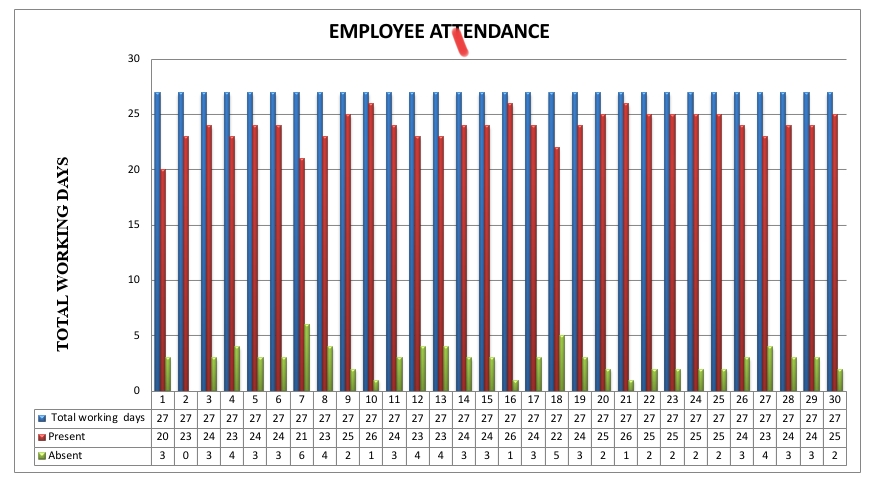 EMPLOYEE ATTENDANCE
TOTAL WORKING DAYS
30
25
20
15
10
5
0
1 2 3 4 5 6 7 8 9 10 11 12 13 14 15 16 17 18 19 20 21 22 23 24 25 26 27 28 29 30
Total working days 27 27 27 27 27 27 27 27 27 27 27 27 27 27 27 27 27 27 27 27 27 27 27 27 27 27 27 27 27 27
Present 20 23 24 23 24 24 21 23 25 26 24 23 23 24 24 26 24 22 24 25 26 25 25 25 25 24 23 24 24 25
Absent 3 0 3 4 3 3 6 4 2 1 3 4 4 3 3 1 3 5 3 2 1 2 2 2 2 3 4 3 3 2